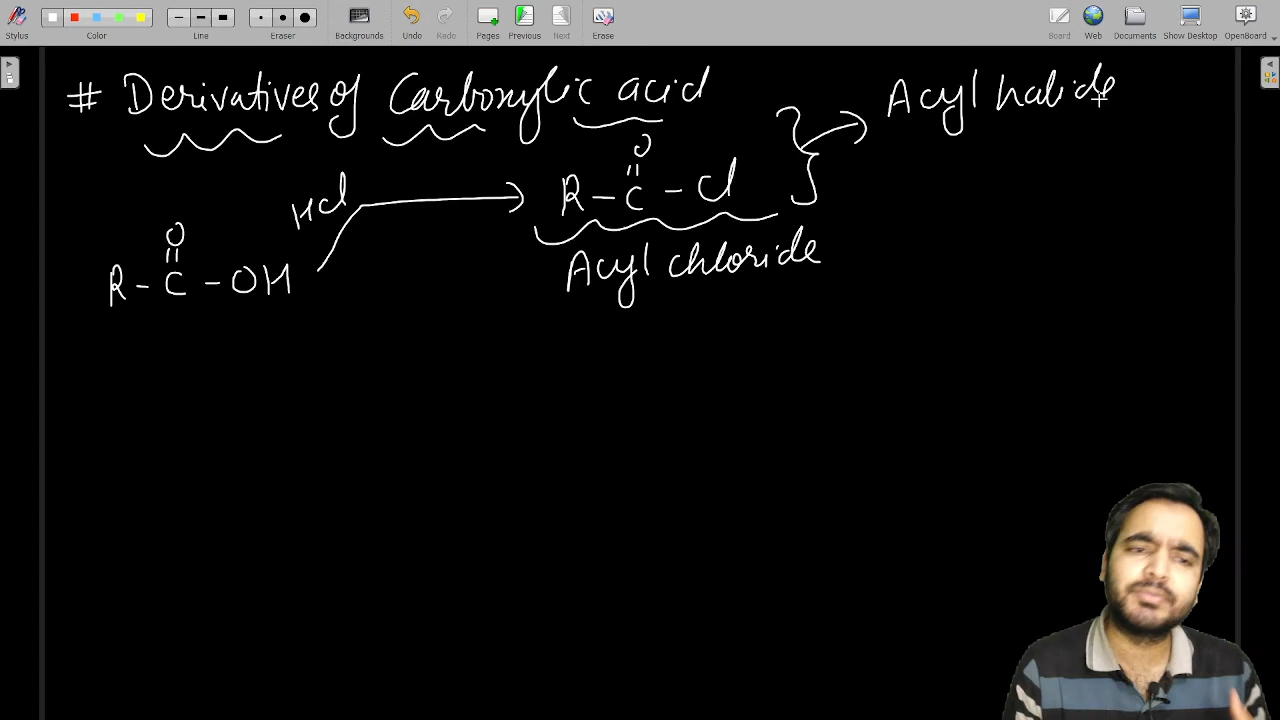 Stylus
Color
Line
Eraser
Backgrounds
Undo
Redo
Pages
Previous
Next
Erase
Board
Web
Documents
Show Desktop
OpenBoard
# Derivatives of Carboxylic acid
Acyl halide
O
R - C - Cl
HCl
Acyl chloride
O
R - C - OH